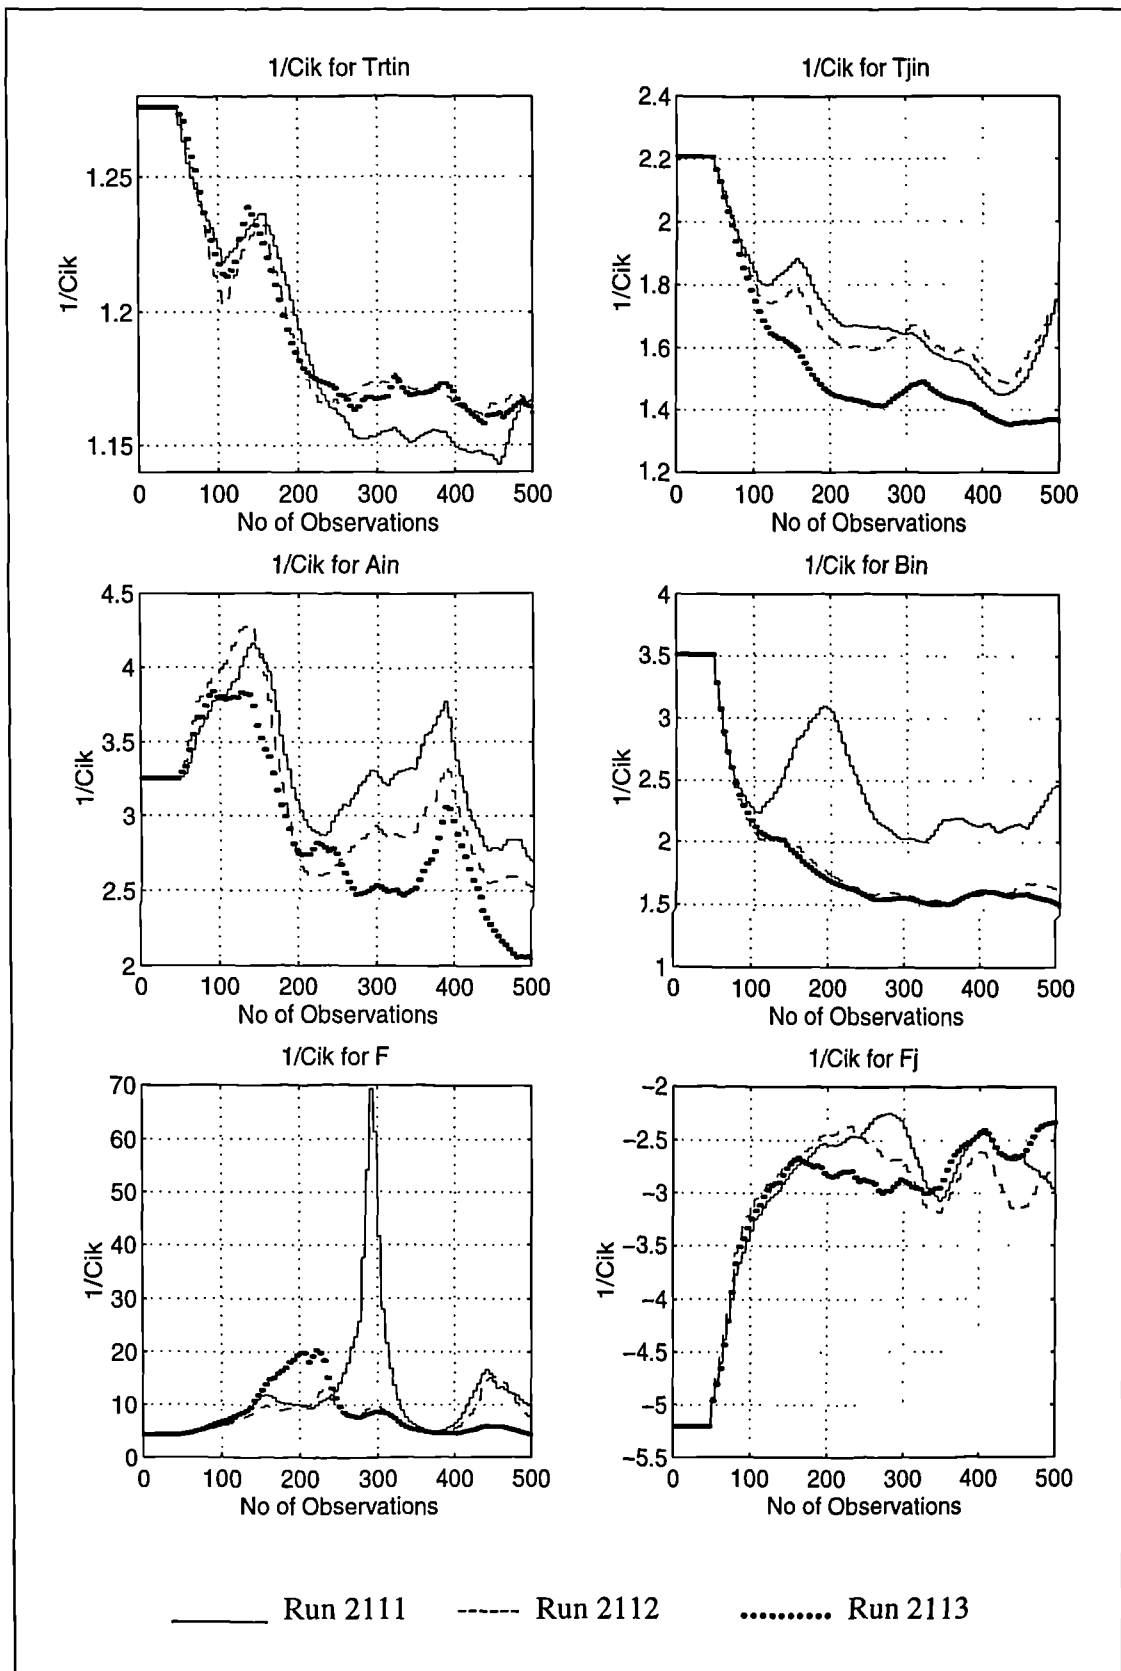 1/Cik for Trtin
1/Cik
1.25
1.2
1.15
0 100 200 300 400 500
No of Observations
1/Cik for Tjin
1/Cik
2.4
2.2
2
1.8
1.6
1.4
1.2
0 100 200 300 400 500
No of Observations
1/Cik for Ain
1/Cik
4.5
4
3.5
3
2.5
2
0 100 200 300 400 500
No of Observations
1/Cik for Bin
1/Cik
4
3.5
3
2.5
2
1.5
1
0 100 200 300 400 500
No of Observations
1/Cik for F
1/Cik
70
60
50
40
30
20
10
0
0 100 200 300 400 500
No of Observations
1/Cik for Fj
1/Cik
−2
−2.5
−3
−3.5
−4
−4.5
−5
−5.5
0 100 200 300 400 500
No of Observations
Run 2111 Run 2112 Run 2113